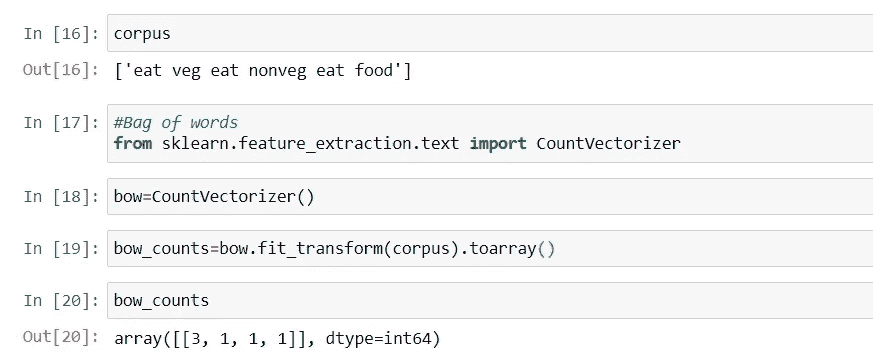 In [16]: corpus
Out[16]: ['eat veg eat nonveg eat food']
In [17]: #Bag of words
from sklearn.feature_extraction.text import CountVectorizer
In [18]: bow=CountVectorizer()
In [19]: bow_counts=bow.fit_transform(corpus).toarray()
In [20]: bow_counts
Out[20]: array([[3, 1, 1, 1]], dtype=int64)